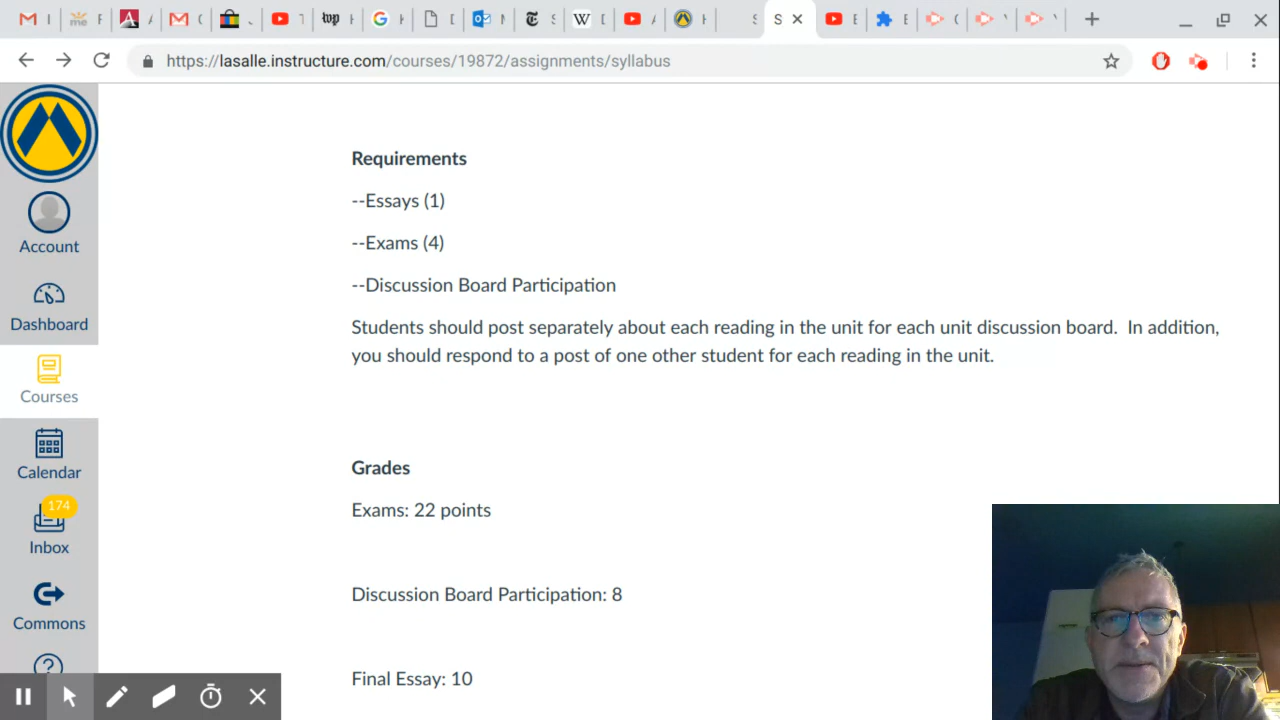 https://lasalle.instructure.com/courses/19872/assignments/syllabus
Requirements
--Essays (1)
--Exams (4)
--Discussion Board Participation
Students should post separately about each reading in the unit for each unit discussion board. In addition,
you should respond to a post of one other student for each reading in the unit.
Grades
Exams: 22 points
Discussion Board Participation: 8
Final Essay: 10
Account
Dashboard
Courses
Calendar
174
Inbox
Commons